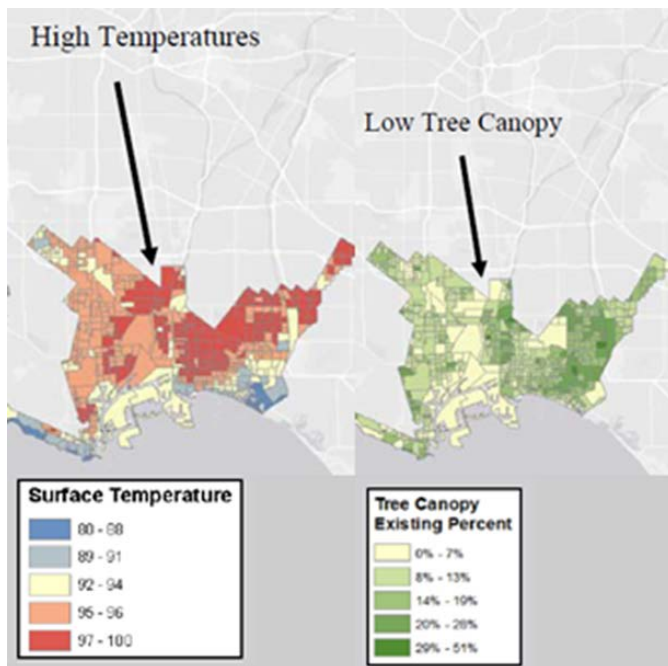 High Temperatures
Low Tree Canopy
Surface Temperature
80 - 88
89 - 91
92 - 94
95 - 96
97 - 100
Tree Canopy
Existing Percent
0% - 7%
8% - 13%
14% - 19%
20% - 28%
29% - 51%